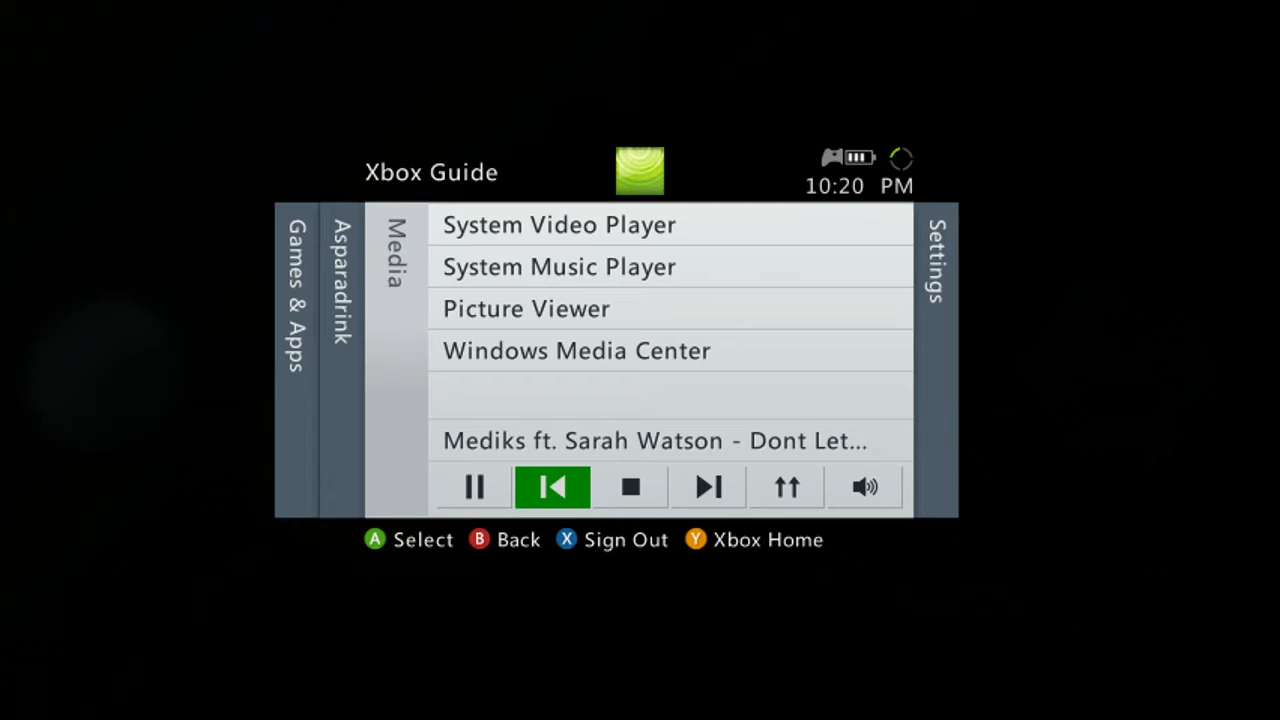 Xbox Guide
10:20 PM
Games & Apps
Asparadrink
Media
System Video Player
System Music Player
Picture Viewer
Windows Media Center
Mediks ft. Sarah Watson - Dont Let...
Settings
A Select B Back X Sign Out Y Xbox Home